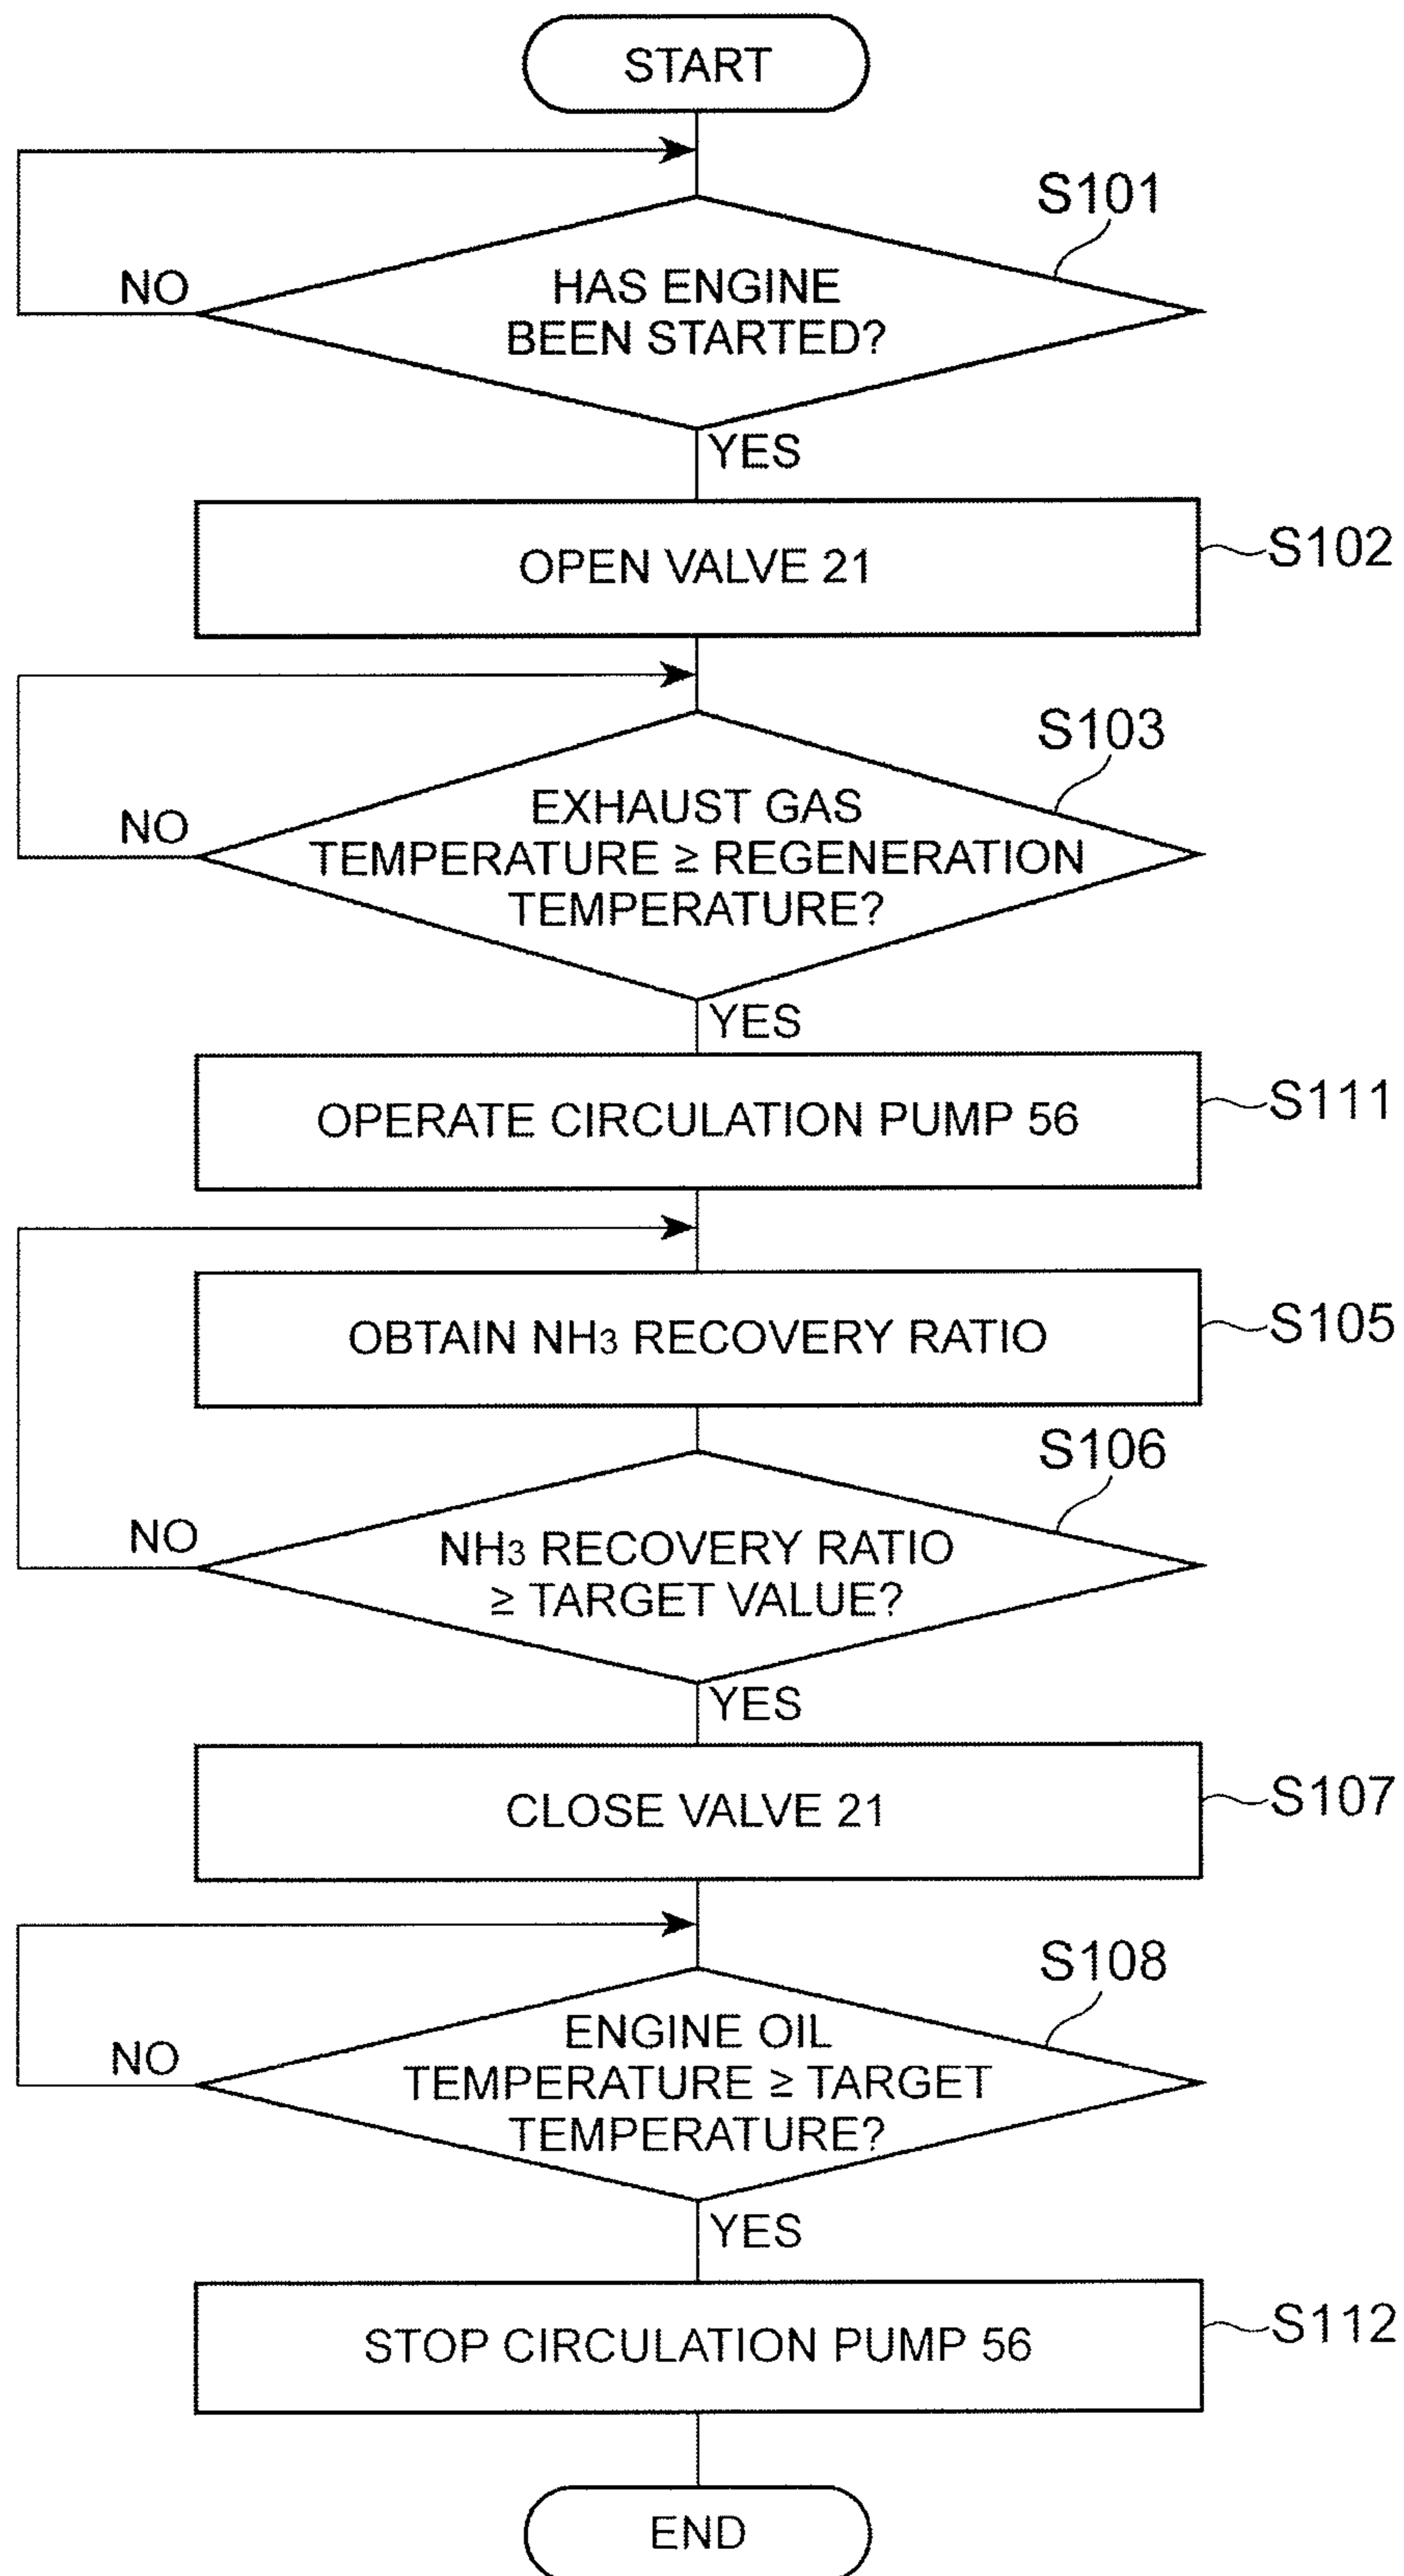 START
S101
NO
HAS ENGINE
BEEN STARTED?
YES
OPEN VALVE 21
S102
S103
NO
EXHAUST GAS
TEMPERATURE ≥ REGENERATION
TEMPERATURE?
YES
OPERATE CIRCULATION PUMP 56
S111
OBTAIN NH3 RECOVERY RATIO
S105
S106
NO
NH3 RECOVERY RATIO
≥ TARGET VALUE?
YES
CLOSE VALVE 21
S107
S108
NO
ENGINE OIL
TEMPERATURE ≥ TARGET
TEMPERATURE?
YES
STOP CIRCULATION PUMP 56
S112
END